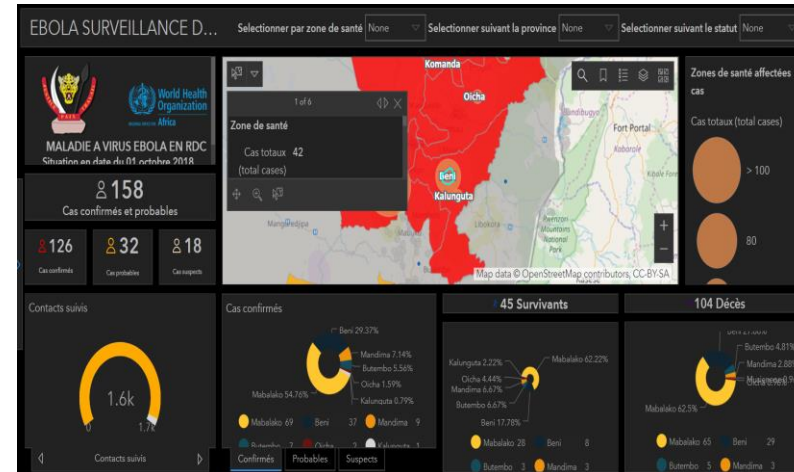 EBOLA SURVEILLANCE D...
Selectionner par zone de santé None
Selectionner suivant la province None
Selectionner suivant le statut None
World Health
Organization
Africa
MALADIE A VIRUS EBOLA EN RDC
Situation en date du 01 octobre 2018
158
Cas confirmés et probables
126
Cas confirmés
32
Cas probables
18
Cas suspects
1 of 6
Zone de santé
Cas totaux 42
(total cases)
Komanda
Oicha
Beni
Kalunguta
Manguredjipa
Bundibugyo
Fort Portal
Kabarole
Rwenzori
Mountains
National
Park
Map data © OpenStreetMap contributors, CC-BY-SA
Zones de santé affectées
cas
Cas totaux (total cases)
> 100
80
Contacts suivis
1.6k
0
1.7k
Contacts suivis
Cas confirmés
Beni 29.37%
Mandima 7.14%
Butembo 5.56%
Oicha 1.59%
Kalunguta 0.79%
Mabalako 54.76%
Mabalako 69 Beni 37 Mandima 9
Butembo 7 Oicha 2 Kalunguta 1
Confirmés Probables Suspects
45 Survivants
Kalunguta 2.22%
Oicha 4.44%
Mandima 6.67%
Butembo 6.67%
Beni 17.78%
Mabalako 62.22%
Mabalako 28 Beni 8
Butembo 3 Mandima 3
104 Décès
Butembo 4.81%
Mandima 2.88%
Mabalako 62.5%
Mabalako 65 Beni 29
Butembo 5 Mandima 3